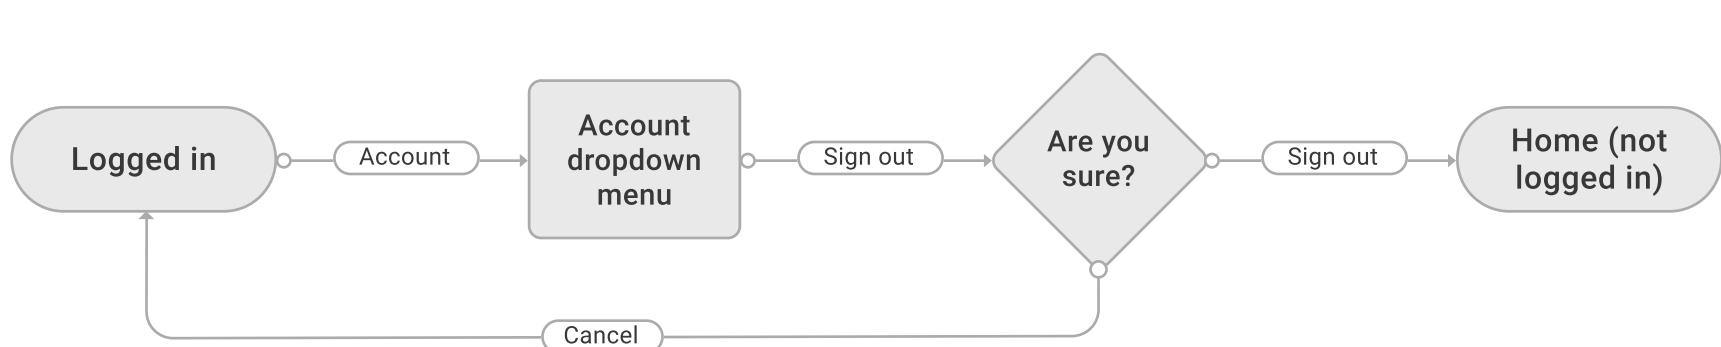 Logged in
Account
Account
dropdown
menu
Sign out
Are you
sure?
Sign out
Home (not
logged in)
Cancel